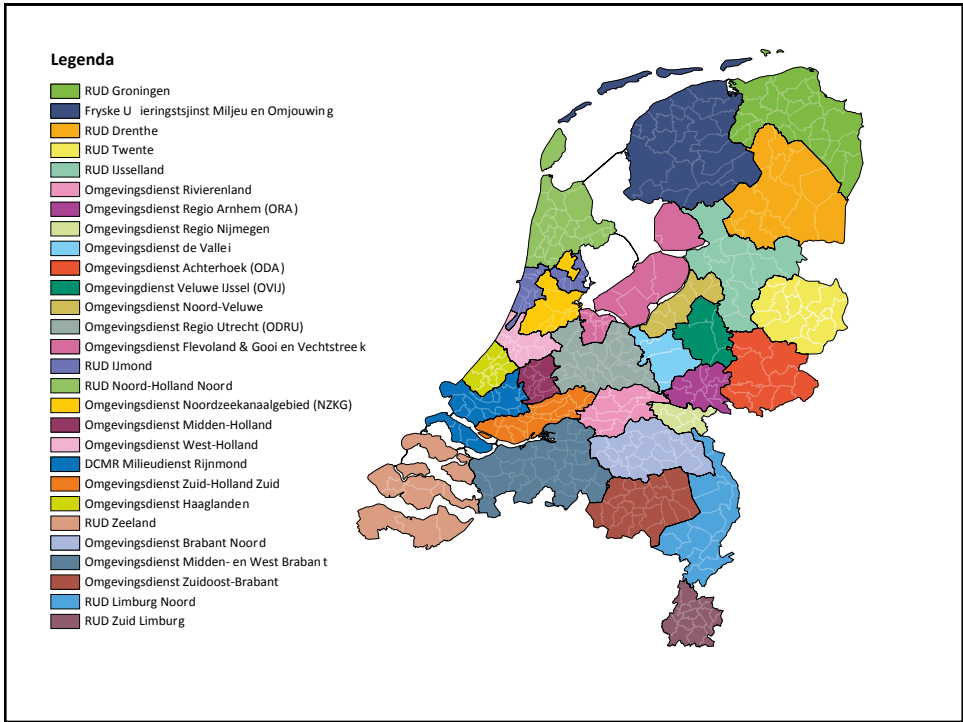 Legenda
RUD Groningen
Fryske U ieringstsjinst Miljeu en Omjouwing
RUD Drenthe
RUD Twente
RUD IJsselland
Omgevingsdienst Rivierenland
Omgevingsdienst Regio Arnhem (ORA)
Omgevingsdienst Regio Nijmegen
Omgevingsdienst de Vallei
Omgevingsdienst Achterhoek (ODA)
Omgevingdienst Veluwe IJssel (OVIJ)
Omgevingsdienst Noord-Veluwe
Omgevingsdienst Regio Utrecht (ODRU)
Omgevingsdienst Flevoland & Gooi en Vechtstreek
RUD IJmond
RUD Noord-Holland Noord
Omgevingsdienst Noordzeekanaalgebied (NZKG)
Omgevingsdienst Midden-Holland
Omgevingsdienst West-Holland
DCMR Milieudienst Rijnmond
Omgevingsdienst Zuid-Holland Zuid
Omgevingsdienst Haaglanden
RUD Zeeland
Omgevingsdienst Brabant Noord
Omgevingsdienst Midden- en West Brabant
Omgevingsdienst Zuidoost-Brabant
RUD Limburg Noord
RUD Zuid Limburg